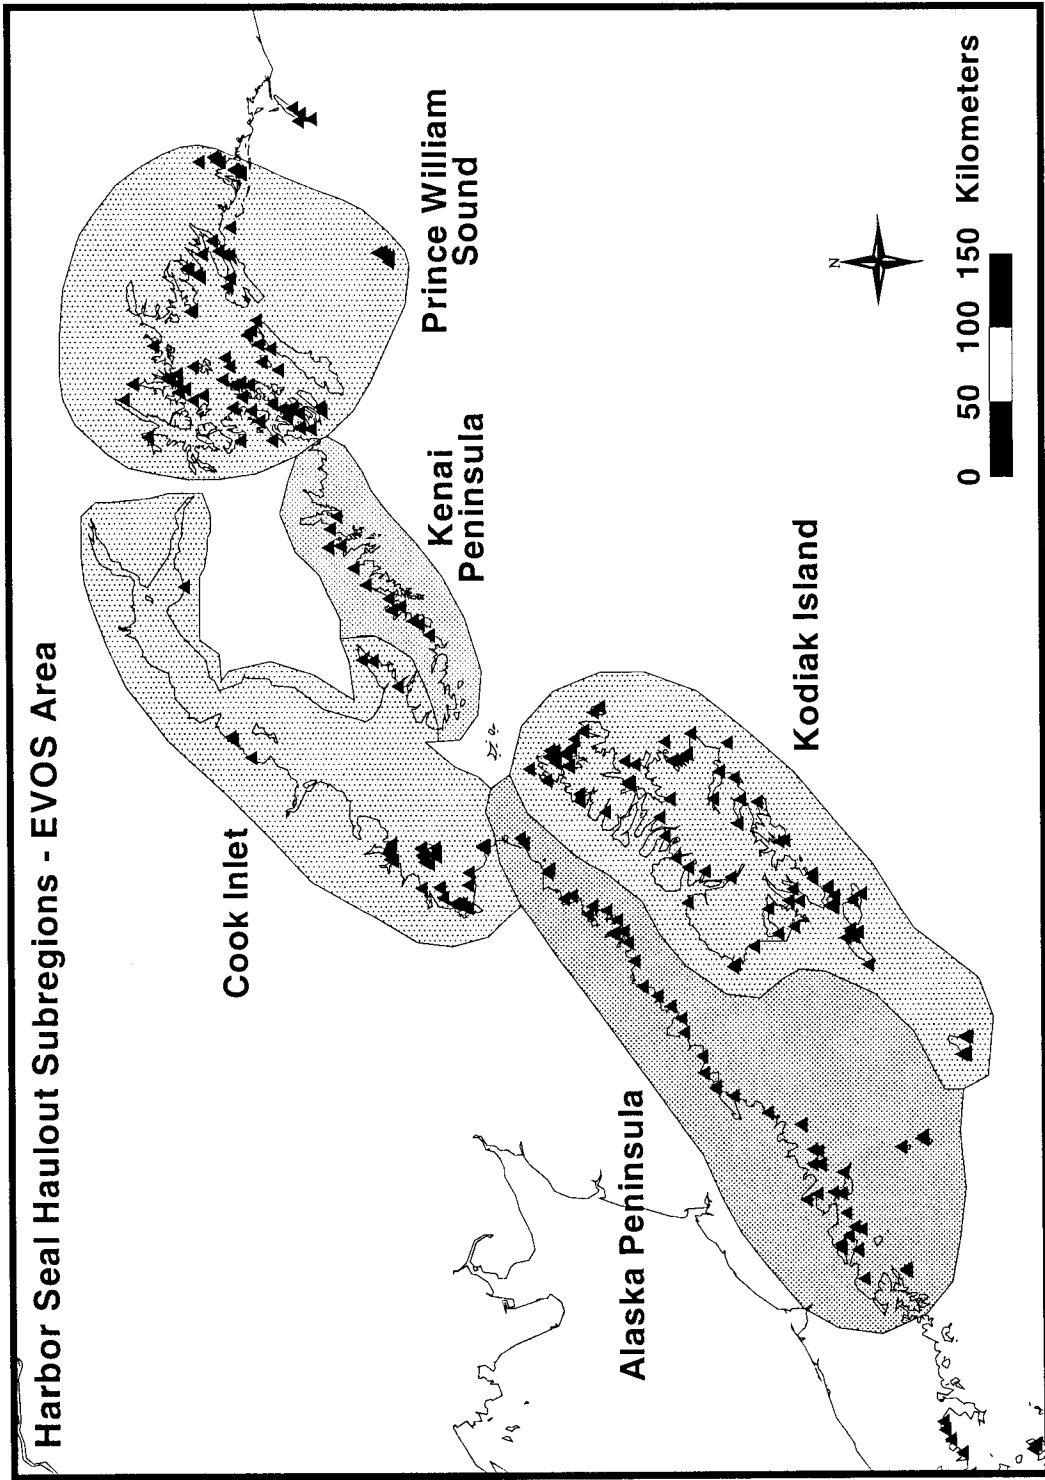 Harbor Seal Haulout Subregions - EVOS Area
Cook Inlet
Prince William
Sound
Kenai
Peninsula
Kodiak Island
Alaska Peninsula
N
0 50 100 150 Kilometers